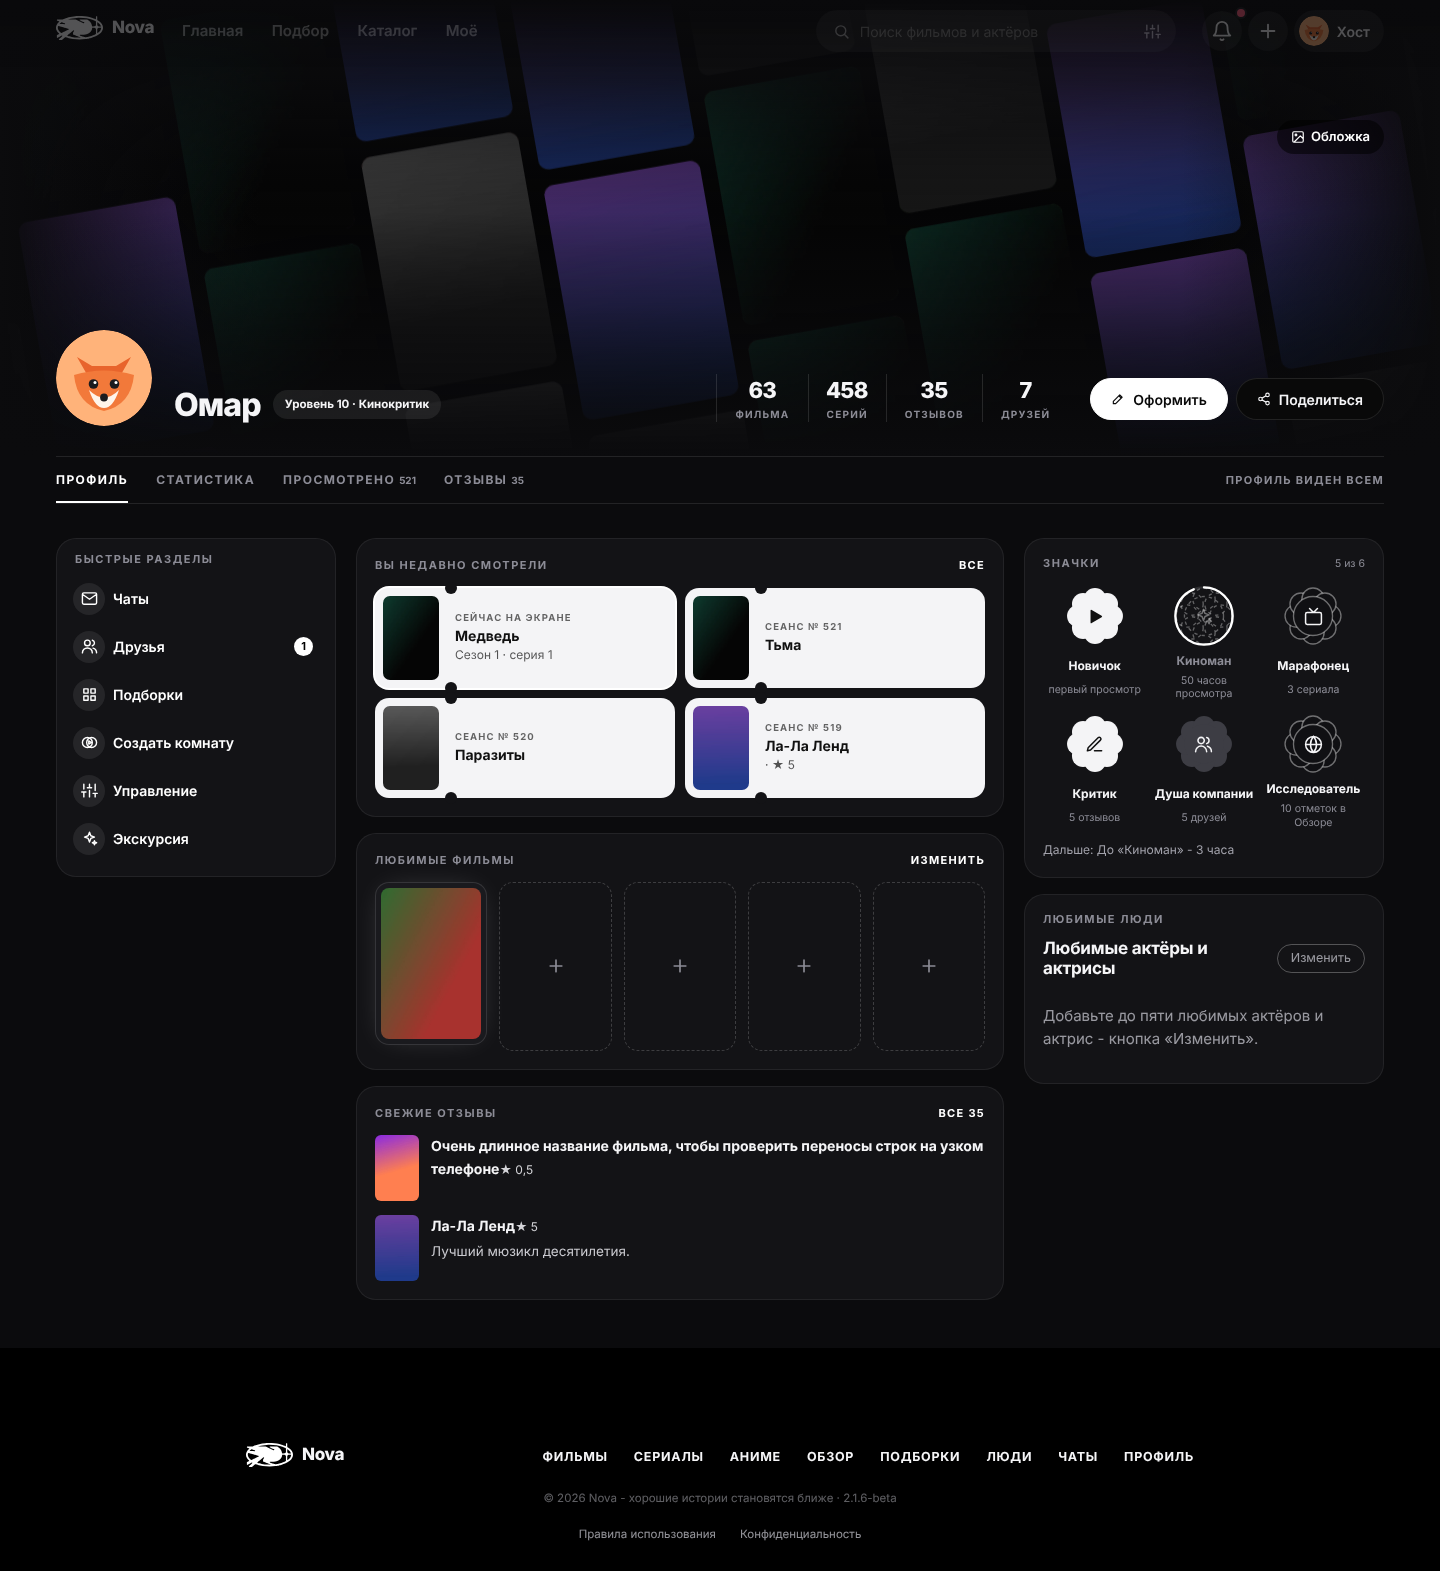 Nova
Главная
Подбор
Каталог
Моё
Поиск фильмов и актёров
Хост
Обложка
Омар
Уровень 10 · Кинокритик
63
ФИЛЬМА
458
СЕРИЙ
35
ОТЗЫВОВ
7
ДРУЗЕЙ
Оформить
Поделиться
ПРОФИЛЬ
СТАТИСТИКА
ПРОСМОТРЕНО 521
ОТЗЫВЫ 35
ПРОФИЛЬ ВИДЕН ВСЕМ
БЫСТРЫЕ РАЗДЕЛЫ
Чаты
Друзья
1
Подборки
Создать комнату
Управление
Экскурсия
ВЫ НЕДАВНО СМОТРЕЛИ
ВСЕ
СЕЙЧАС НА ЭКРАНЕ
Медведь
Сезон 1 · серия 1
СЕАНС № 521
Тьма
СЕАНС № 520
Паразиты
СЕАНС № 519
Ла-Ла Ленд
· ★ 5
ЛЮБИМЫЕ ФИЛЬМЫ
ИЗМЕНИТЬ
СВЕЖИЕ ОТЗЫВЫ
ВСЕ 35
Очень длинное название фильма, чтобы проверить переносы строк на узком
телефоне★ 0,5
Ла-Ла Ленд★ 5
Лучший мюзикл десятилетия.
ЗНАЧКИ
5 из 6
Новичок
первый просмотр
Киноман
50 часов
просмотра
Марафонец
3 сериала
Критик
5 отзывов
Душа компании
5 друзей
Исследователь
10 отметок в
Обзоре
Дальше: До «Киноман» - 3 часа
ЛЮБИМЫЕ ЛЮДИ
Любимые актёры и
актрисы
Изменить
Добавьте до пяти любимых актёров и
актрис - кнопка «Изменить».
Nova
ФИЛЬМЫ
СЕРИАЛЫ
АНИМЕ
ОБЗОР
ПОДБОРКИ
ЛЮДИ
ЧАТЫ
ПРОФИЛЬ
© 2026 Nova - хорошие истории становятся ближе · 2.1.6-beta
Правила использования
Конфиденциальность